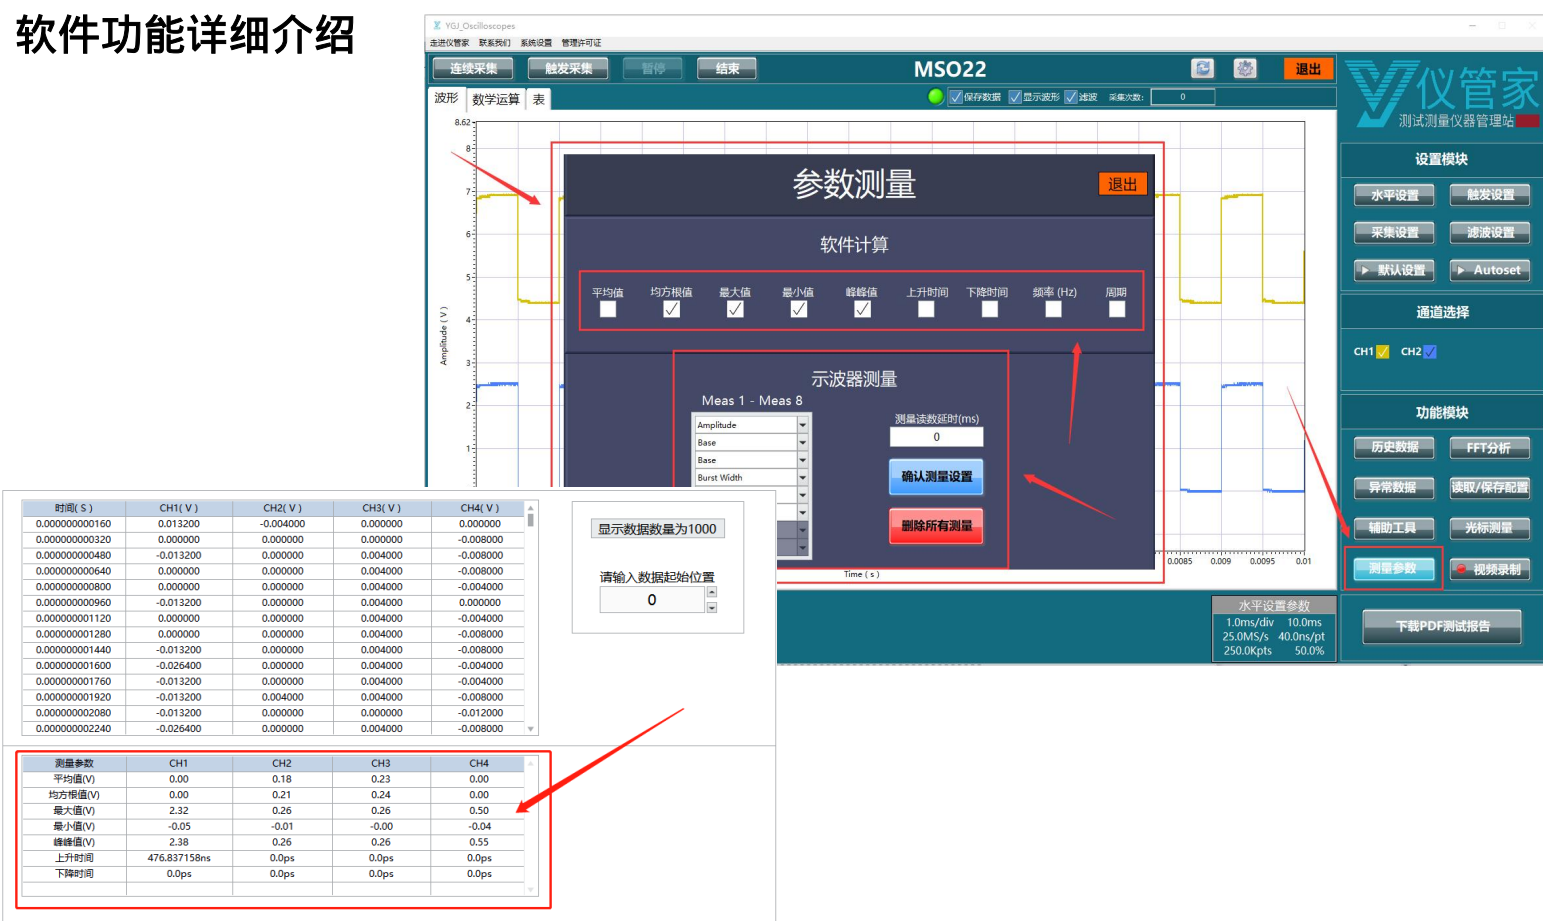 软件功能详细介绍
YGJ_Oscilloscopes
走进仪管家 联系我们 系统设置 管理许可证
连续采集 触发采集 暂停 结束 MSO22 退出
波形 数学运算 表 保存数据 显示波形 滤波 采集次数: 0
仪管家
测试测量仪器管理站
设置模块
水平设置 触发设置
采集设置 滤波设置
默认设置 Autoset
通道选择
CH1 CH2
功能模块
历史数据 FFT分析
异常数据 读取/保存配置
辅助工具 光标测量
测量参数 视频录制
下载PDF测试报告
8.62
8
7
6
5
4
3
2
1
Amplitude ( V )
0.0085 0.009 0.0095 0.01
Time ( s )
参数测量 退出
软件计算
平均值 均方根值 最大值 最小值 峰峰值 上升时间 下降时间 频率 (Hz) 周期
示波器测量
Meas 1 - Meas 8
Amplitude
Base
Base
Burst Width
测量读数延时(ms)
0
确认测量设置
删除所有测量
水平设置参数
1.0ms/div 10.0ms
25.0MS/s 40.0ns/pt
250.0Kpts 50.0%
时间( S ) CH1( V ) CH2( V ) CH3( V ) CH4( V )
0.000000000160 0.013200 -0.004000 0.000000 0.000000
0.000000000320 0.000000 0.000000 0.000000 -0.008000
0.000000000480 -0.013200 0.000000 0.004000 -0.008000
0.000000000640 0.000000 0.000000 0.004000 -0.008000
0.000000000800 0.000000 0.000000 0.004000 -0.004000
0.000000000960 -0.013200 0.000000 0.004000 0.000000
0.000000001120 0.000000 0.000000 0.004000 -0.004000
0.000000001280 0.000000 0.000000 0.004000 -0.008000
0.000000001440 -0.013200 0.000000 0.004000 -0.008000
0.000000001600 -0.026400 0.000000 0.004000 -0.004000
0.000000001760 -0.013200 0.000000 0.004000 -0.004000
0.000000001920 -0.013200 0.004000 0.004000 -0.008000
0.000000002080 -0.013200 0.000000 0.000000 -0.012000
0.000000002240 -0.026400 0.000000 0.004000 -0.008000
显示数据数量为1000
请输入数据起始位置
0
测量参数 CH1 CH2 CH3 CH4
平均值(V) 0.00 0.18 0.23 0.00
均方根值(V) 0.00 0.21 0.24 0.00
最大值(V) 2.32 0.26 0.26 0.50
最小值(V) -0.05 -0.01 -0.00 -0.04
峰峰值(V) 2.38 0.26 0.26 0.55
上升时间 476.837158ns 0.0ps 0.0ps 0.0ps
下降时间 0.0ps 0.0ps 0.0ps 0.0ps